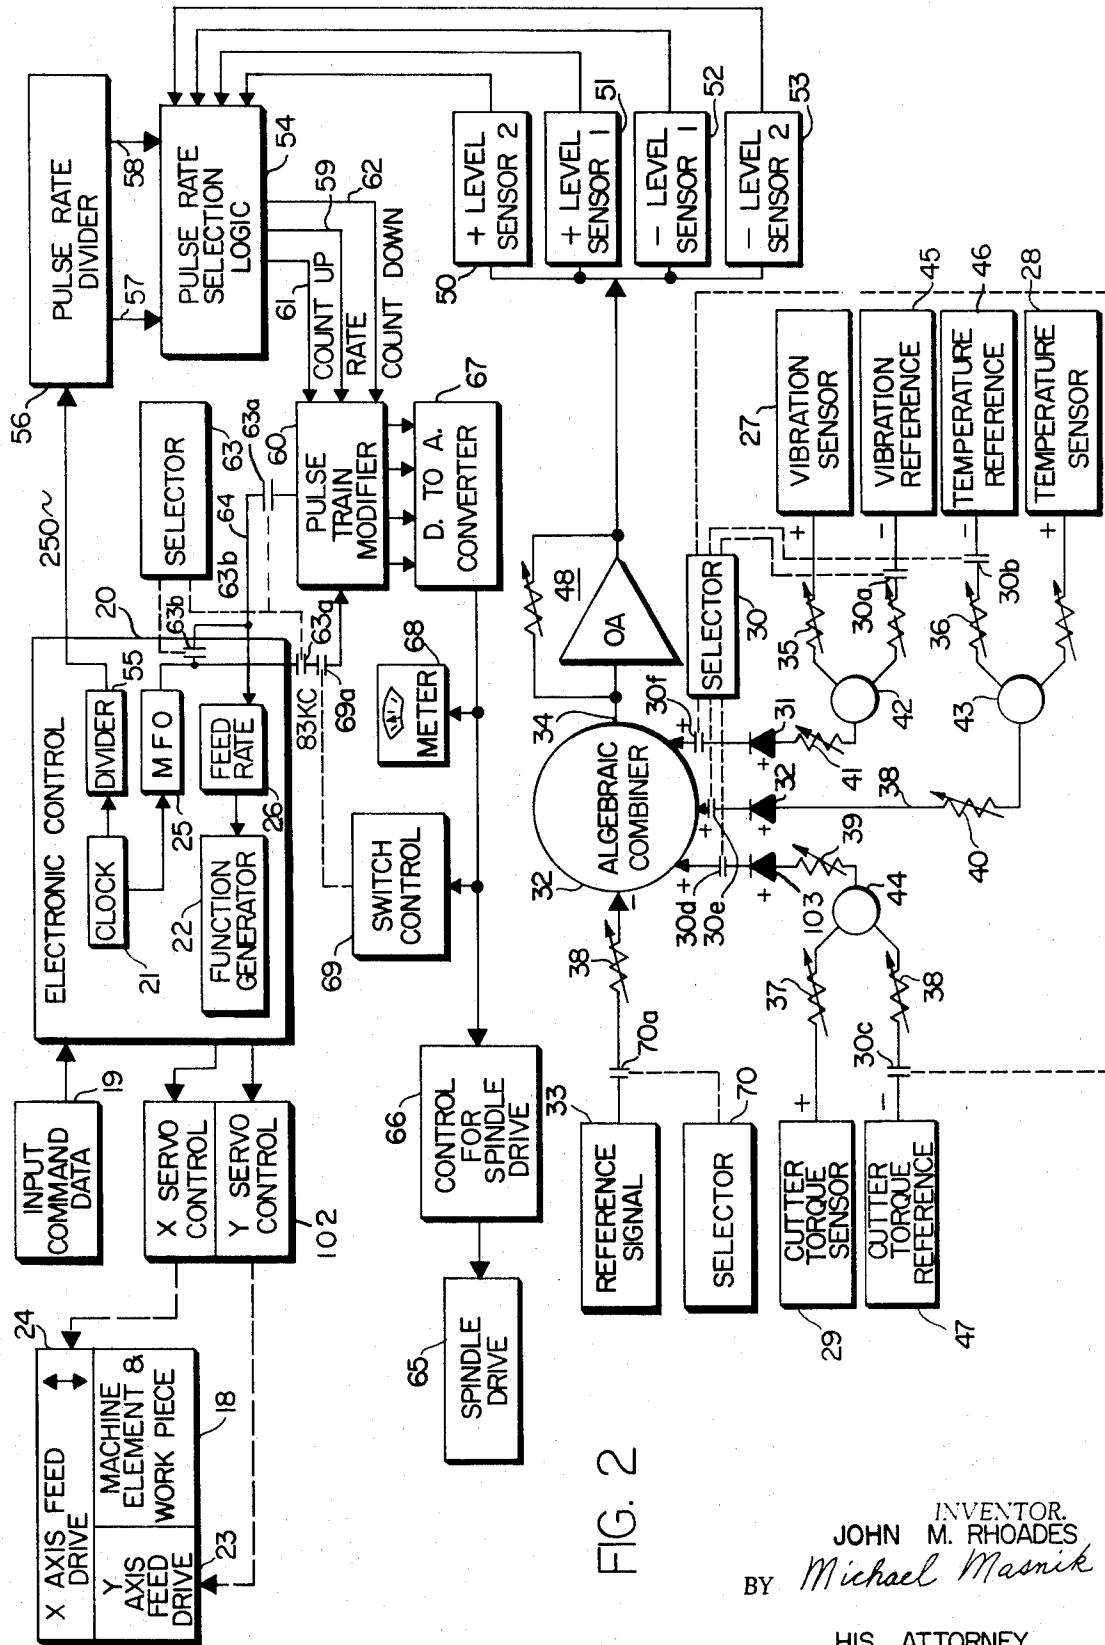 24
X AXIS FEED
DRIVE
Y
AXIS
FEED
DRIVE
23
MACHINE
ELEMENT &
WORK PIECE
18
INPUT
COMMAND
DATA
19
X SERVO
CONTROL
Y SERVO
CONTROL
102
ELECTRONIC CONTROL
20
CLOCK
21
DIVIDER
55
MFO
25
FUNCTION
GENERATOR
22
FEED
RATE
26
250
PULSE RATE
DIVIDER
56
57
58
PULSE RATE
SELECTION
LOGIC
54
61
COUNT UP
59
RATE
62
COUNT DOWN
SELECTOR
63
63a
63b
64
63b
83KC
63a
69a
PULSE
TRAIN
MODIFIER
60
D. TO A.
CONVERTER
67
METER
68
SWITCH
CONTROL
69
CONTROL
FOR
SPINDLE
DRIVE
66
SPINDLE
DRIVE
65
+ LEVEL
SENSOR 2
50
+ LEVEL
SENSOR 1
51
- LEVEL
SENSOR 1
52
- LEVEL
SENSOR 2
53
OA
48
34
ALGEBRAIC
COMBINER
32
-
+
+
+
REFERENCE
SIGNAL
33
70a
38
SELECTOR
70
SELECTOR
30
30f
30d
30e
31
+
32
+
103
+
41
38
39
40
CUTTER
TORQUE
SENSOR
29
+
37
CUTTER
TORQUE
REFERENCE
47
-
30c
38
44
VIBRATION
SENSOR
27
+
35
VIBRATION
REFERENCE
45
-
30a
42
TEMPERATURE
REFERENCE
46
-
30b
36
TEMPERATURE
SENSOR
28
+
43
FIG. 2
INVENTOR.
JOHN M. RHOADES
BY Michael Masnik
HIS ATTORNEY